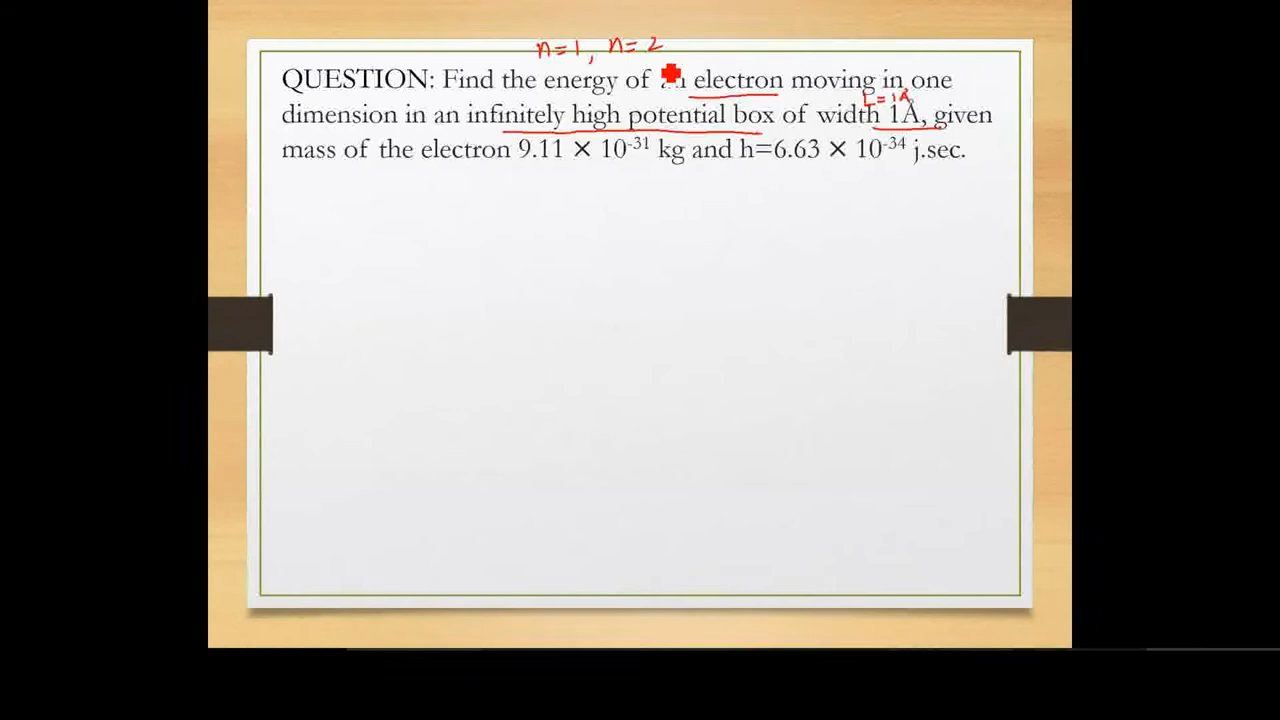 n=1, n=2
QUESTION: Find the energy of an electron moving in one
L=1Å
dimension in an infinitely high potential box of width 1Å, given
mass of the electron 9.11 × 10-31 kg and h=6.63 × 10-34 j.sec.